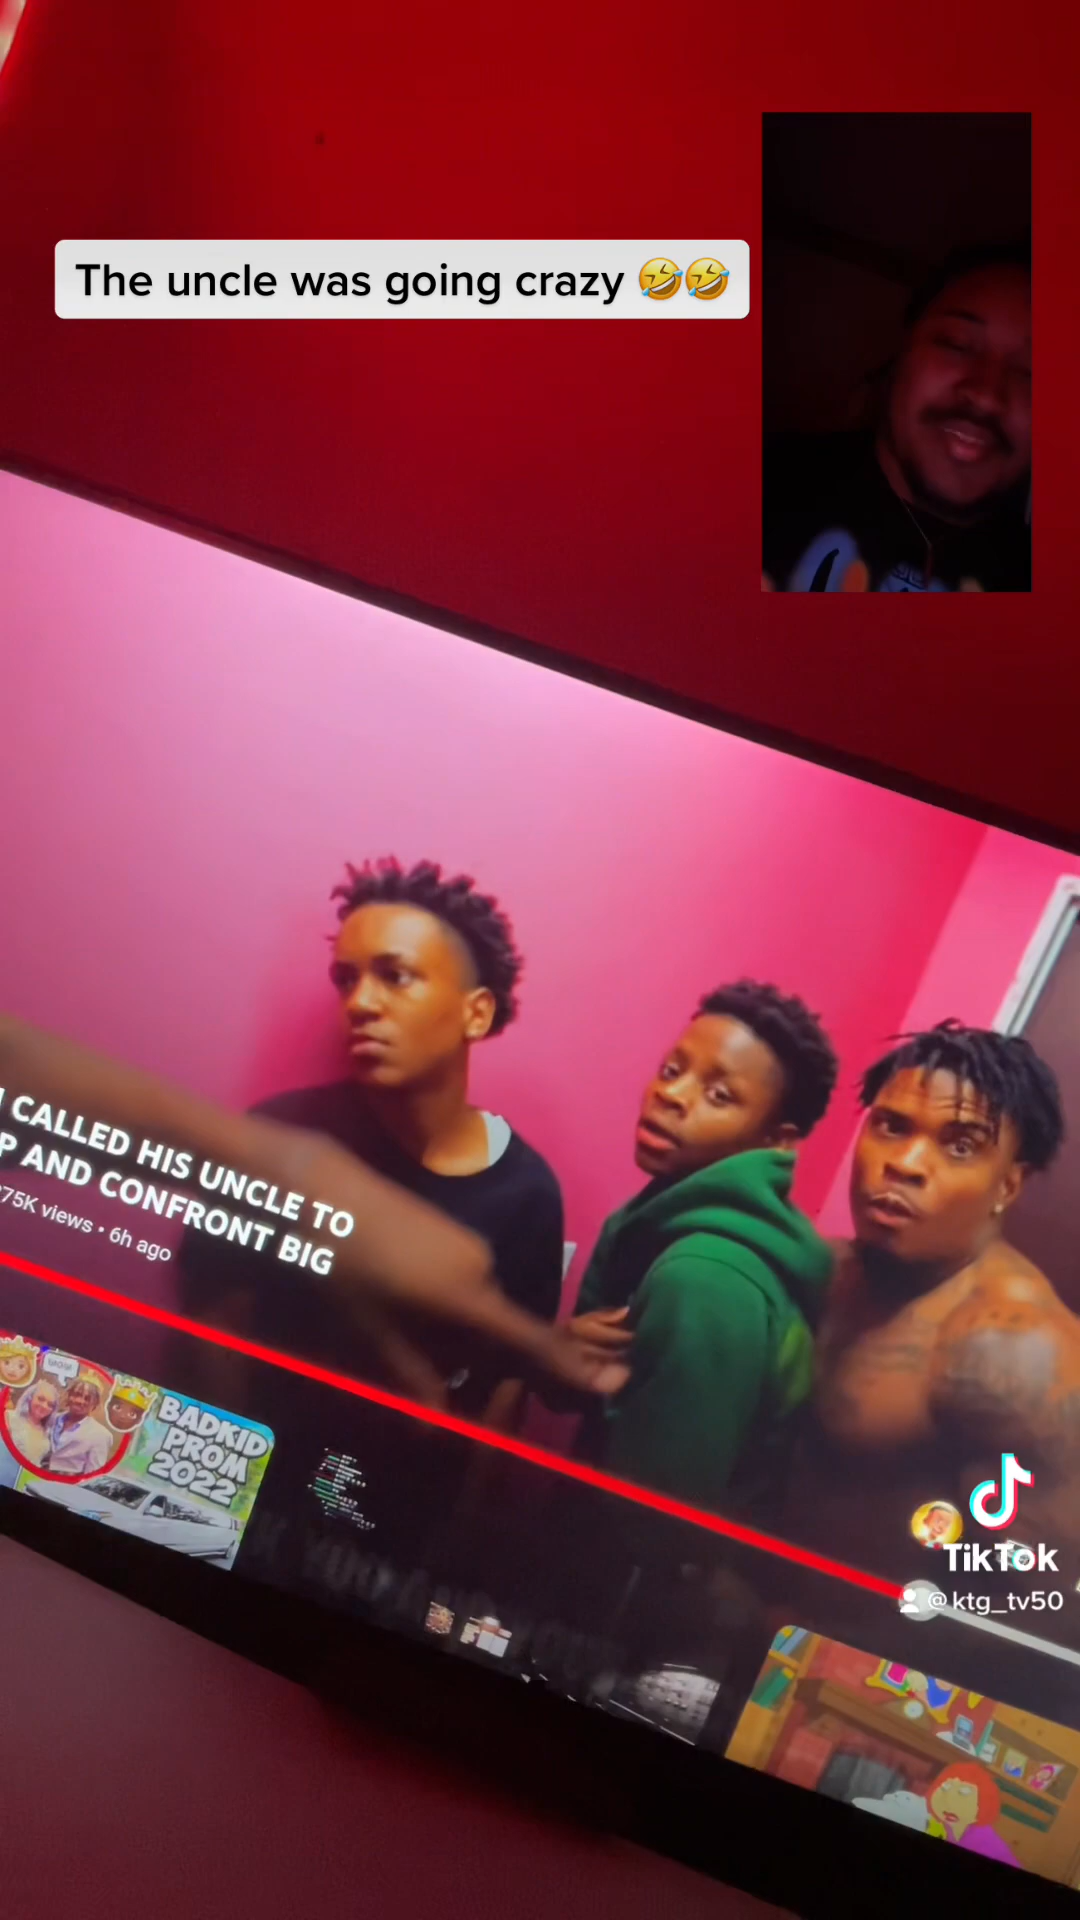 The uncle was going crazy 🤣🤣
I CALLED HIS UNCLE TO
P AND CONFRONT BIG
75K views • 6h ago
BADKID
PROM
2022
TikTok
@ktg_tv50